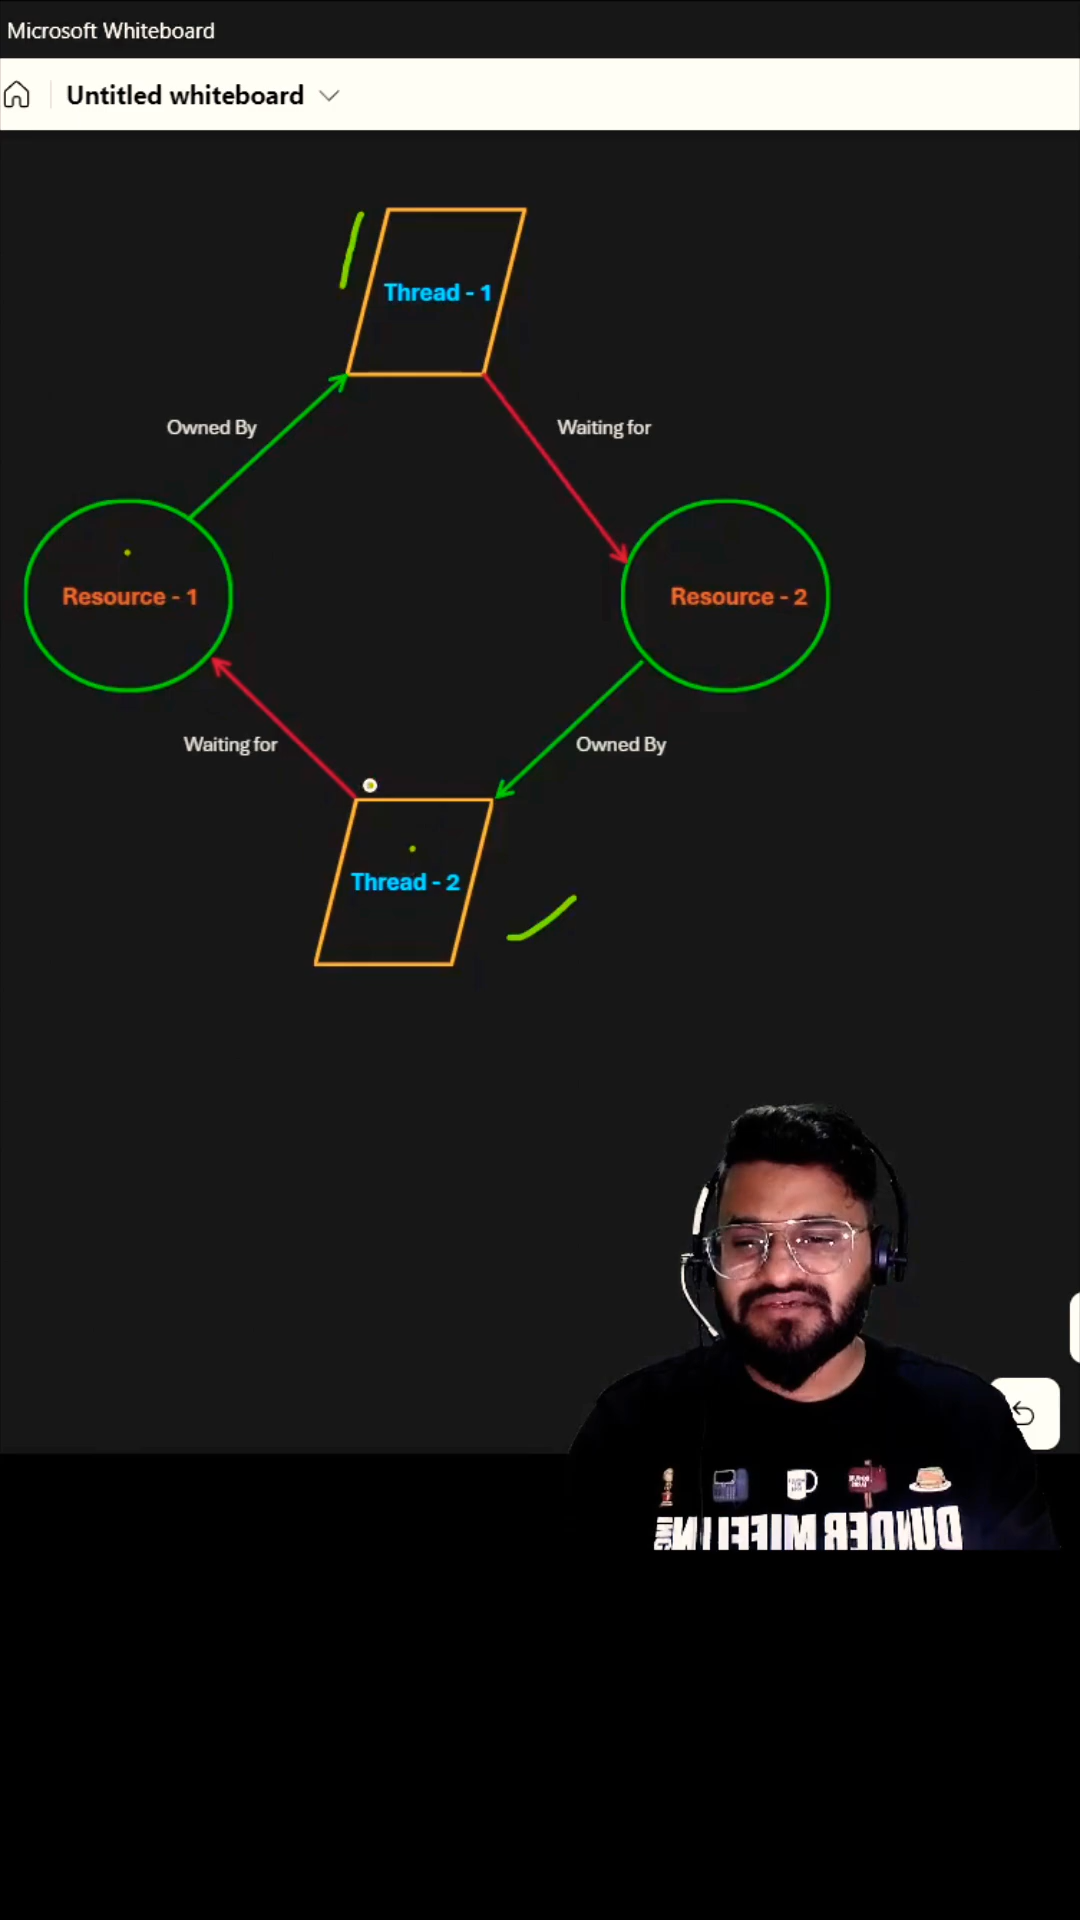 Microsoft Whiteboard
Untitled whiteboard
Thread - 1
Owned By
Waiting for
Resource - 1
Resource - 2
Waiting for
Owned By
Thread - 2
DUNDER MIFFLIN